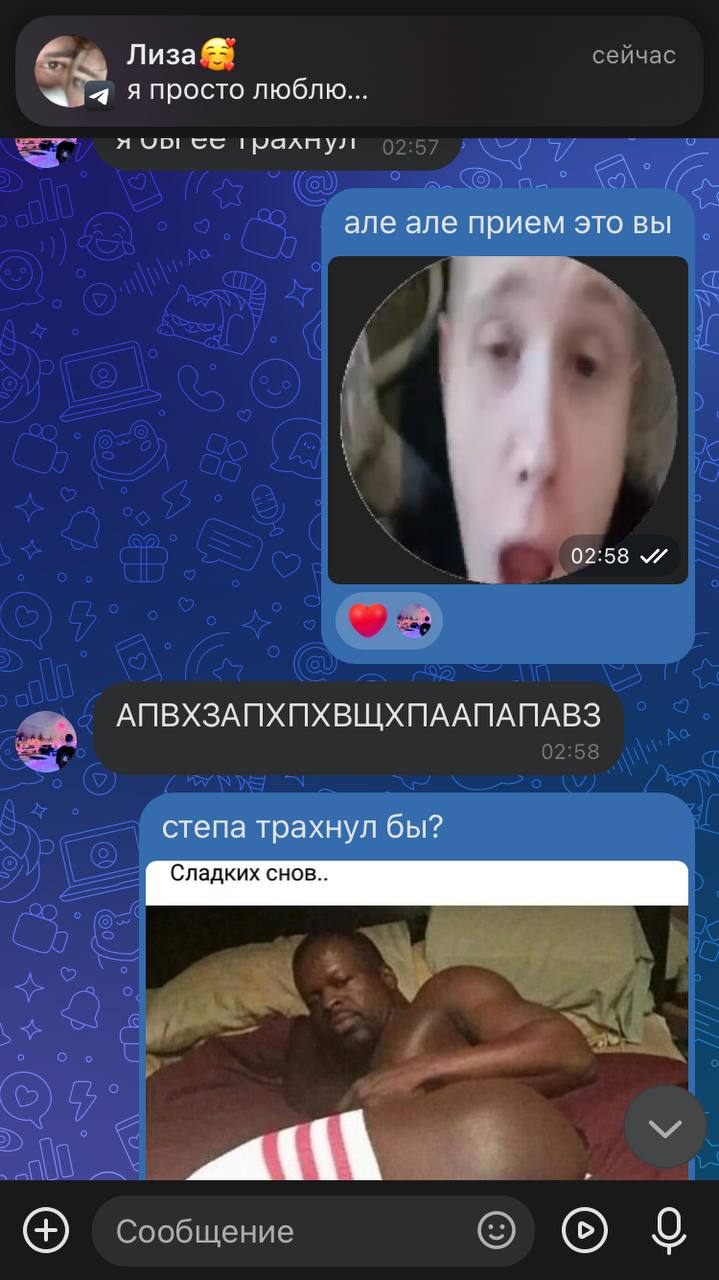 Лиза🥰
сейчас
я просто люблю...
я бы ее трахнул 02:57
але але прием это вы
02:58
АПВХЗАПХПХВЩХПААПАПАВЗ
02:58
степа трахнул бы?
Сладких снов..
Сообщение